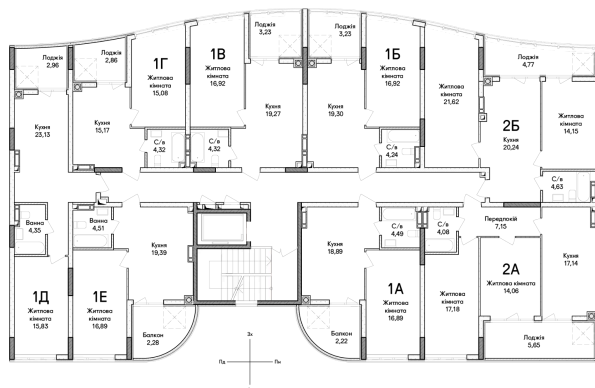 Лоджія
2,96
Лоджія
2,86
1Г
Житлова
кімната
15,08
1В
Житлова
кімната
16,92
Лоджія
3,23
Лоджія
3,23
1Б
Житлова
кімната
16,92
Лоджія
4,77
Кухня
23,13
Кухня
15,17
Кухня
19,27
Кухня
19,30
Житлова
кімната
21,62
2Б
Кухня
20,24
Житлова
кімната
14,15
С/в
4,32
С/в
4,32
С/в
4,24
С/в
4,63
Ванна
4,35
Ванна
4,51
Кухня
19,39
Кухня
18,89
С/в
4,49
С/в
4,08
Передпокій
7,15
Кухня
17,14
1Д
Житлова
кімната
15,83
1Е
Житлова
кімната
16,89
1А
Житлова
кімната
16,89
Житлова
кімната
17,18
2А
Житлова кімната
14,06
Балкон
2,28
Балкон
2,22
Лоджія
5,65
Зх
Пд
Пн